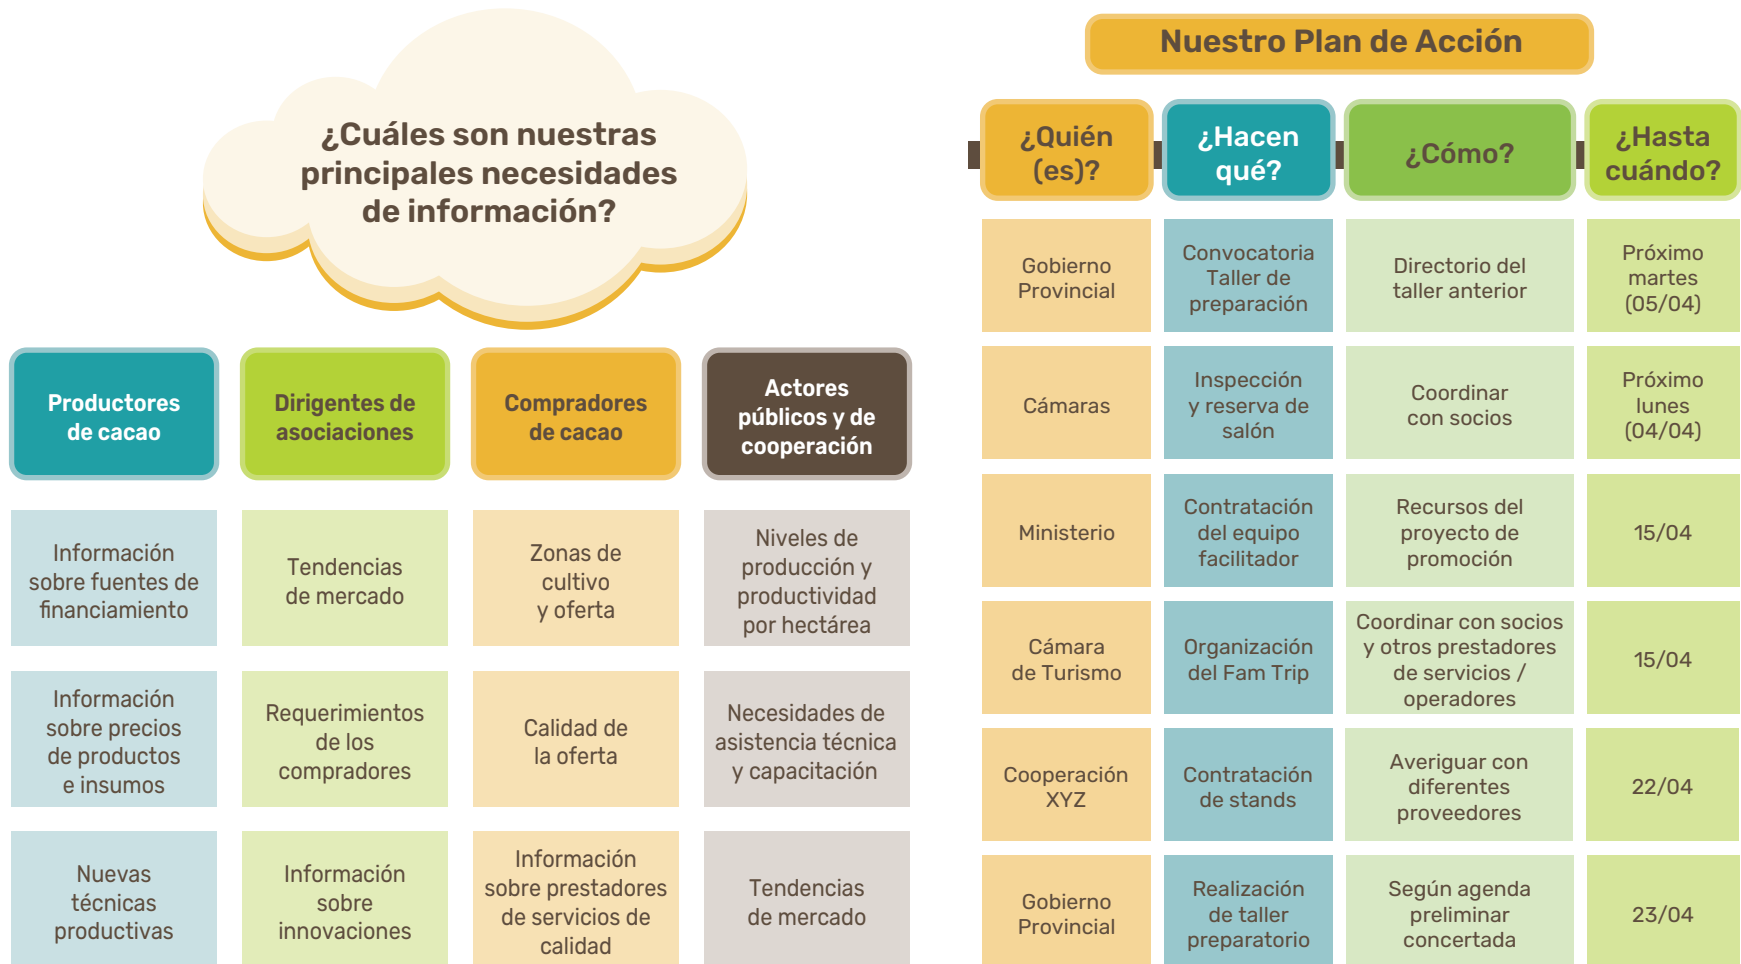 ¿Cuáles son nuestras
principales necesidades
de información?
Productores
de cacao
Dirigentes de
asociaciones
Compradores
de cacao
Actores
públicos y de
cooperación
Información
sobre fuentes de
financiamiento
Tendencias
de mercado
Zonas de
cultivo
y oferta
Niveles de
producción y
productividad
por hectárea
Información
sobre precios
de productos
e insumos
Requerimientos
de los
compradores
Calidad de
la oferta
Necesidades de
asistencia técnica
y capacitación
Nuevas
técnicas
productivas
Información
sobre
innovaciones
Información
sobre prestadores
de servicios de
calidad
Tendencias
de mercado
Nuestro Plan de Acción
¿Quién
(es)?
¿Hacen
qué?
¿Cómo?
¿Hasta
cuándo?
Gobierno
Provincial
Convocatoria
Taller de
preparación
Directorio del
taller anterior
Próximo
martes
(05/04)
Cámaras
Inspección
y reserva de
salón
Coordinar
con socios
Próximo
lunes
(04/04)
Ministerio
Contratación
del equipo
facilitador
Recursos del
proyecto de
promoción
15/04
Cámara
de Turismo
Organización
del Fam Trip
Coordinar con socios
y otros prestadores
de servicios /
operadores
15/04
Cooperación
XYZ
Contratación
de stands
Averiguar con
diferentes
proveedores
22/04
Gobierno
Provincial
Realización
de taller
preparatorio
Según agenda
preliminar
concertada
23/04